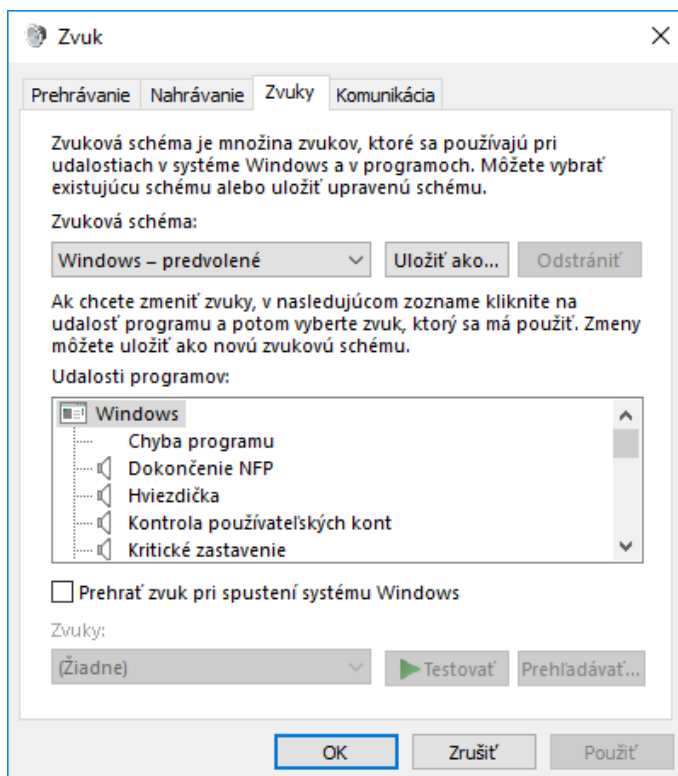 Zvuk
Prehrávanie Nahrávanie Zvuky Komunikácia
Zvuková schéma je množina zvukov, ktoré sa používajú pri
udalostiach v systéme Windows a v programoch. Môžete vybrať
existujúcu schému alebo uložiť upravenú schému.
Zvuková schéma:
Windows – predvolené Uložiť ako... Odstrániť
Ak chcete zmeniť zvuky, v nasledujúcom zozname kliknite na
udalosť programu a potom vyberte zvuk, ktorý sa má použiť. Zmeny
môžete uložiť ako novú zvukovú schému.
Udalosti programov:
Windows
Chyba programu
Dokončenie NFP
Hviezdička
Kontrola používateľských kont
Kritické zastavenie
Prehrať zvuk pri spustení systému Windows
Zvuky:
(Žiadne) Testovať Prehľadávať...
OK Zrušiť Použiť